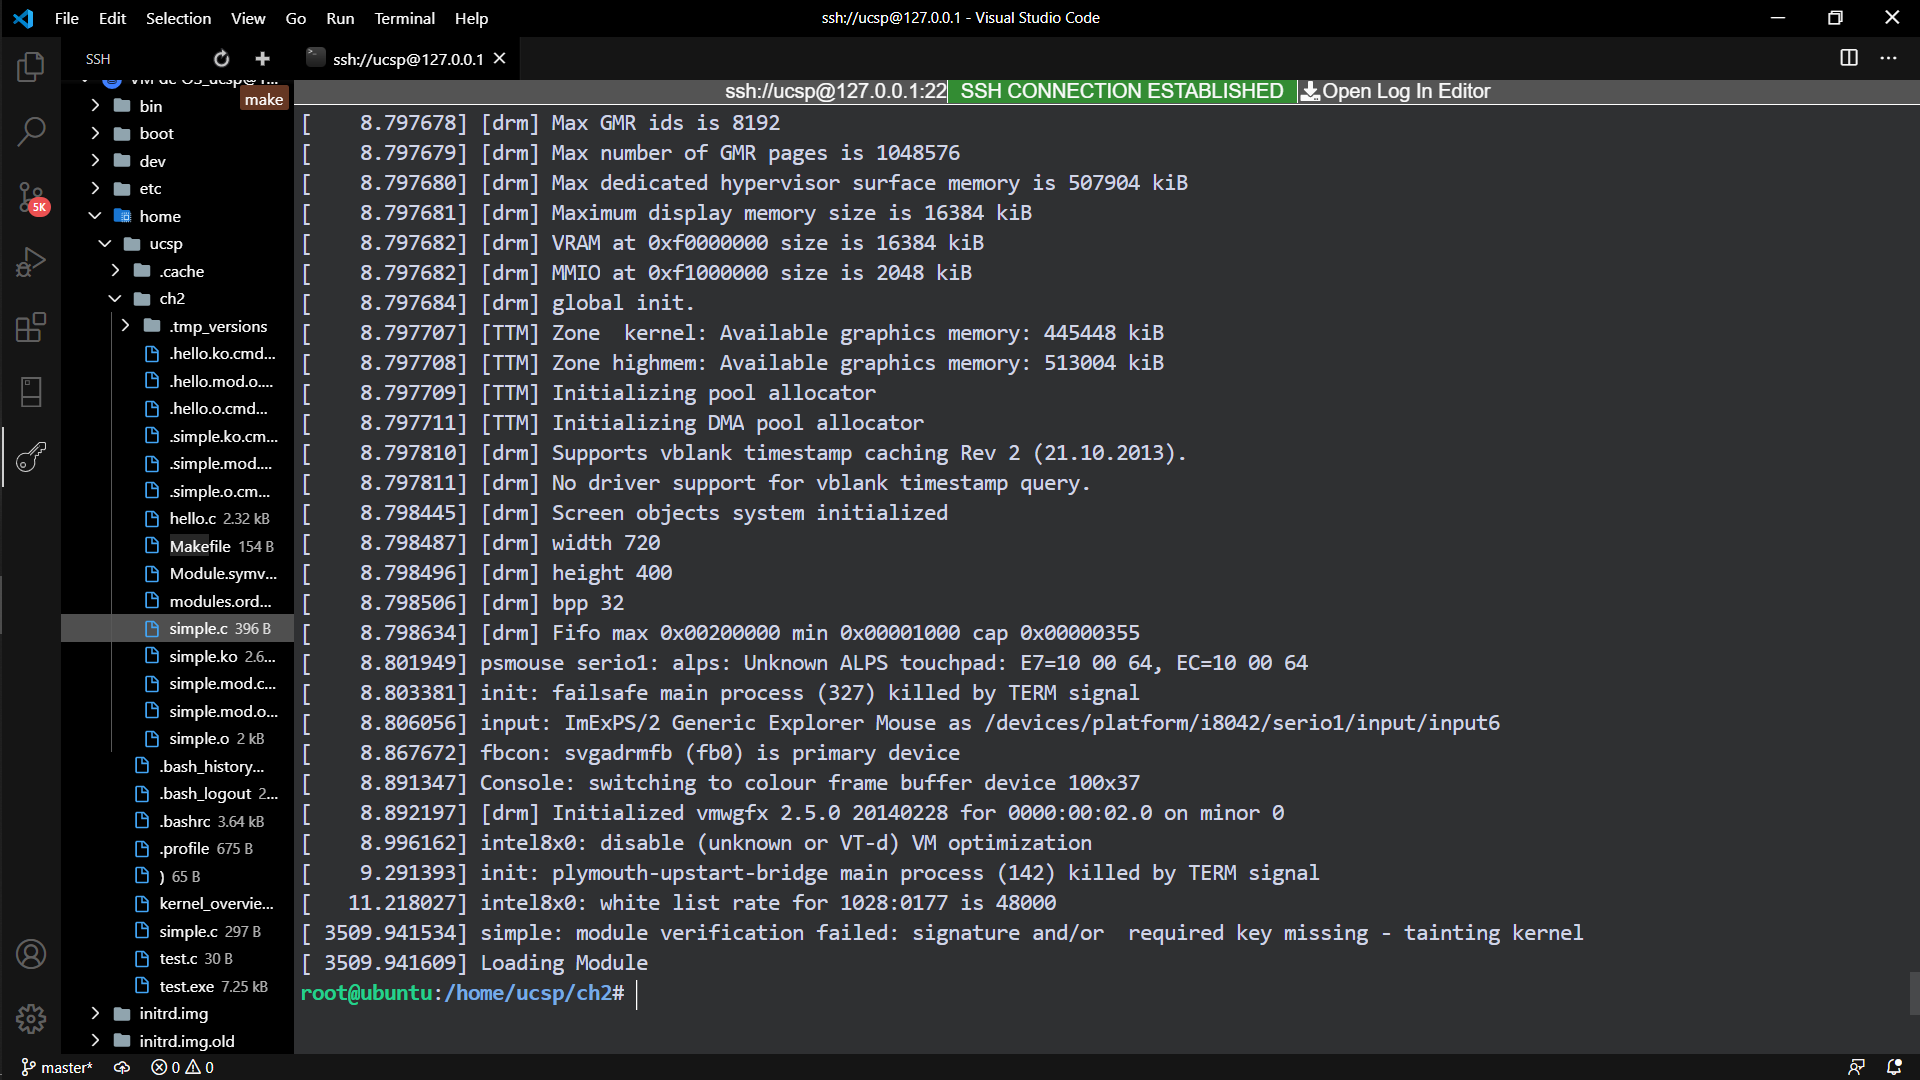 File Edit Selection View Go Run Terminal Help
ssh://ucsp@127.0.0.1 - Visual Studio Code
SSH
ssh://ucsp@127.0.0.1
make
bin
boot
dev
etc
home
ucsp
.cache
ch2
.tmp_versions
.hello.ko.cmd...
.hello.mod.o....
.hello.o.cmd...
.simple.ko.cm...
.simple.mod....
.simple.o.cm...
hello.c 2.32 kB
Makefile 154 B
Module.symv...
modules.ord...
simple.c 396 B
simple.ko 2.6...
simple.mod.c...
simple.mod.o...
simple.o 2 kB
.bash_history...
.bash_logout 2...
.bashrc 3.64 kB
.profile 675 B
) 65 B
kernel_overvie...
simple.c 297 B
test.c 30 B
test.exe 7.25 kB
initrd.img
initrd.img.old
5K
ssh://ucsp@127.0.0.1:22 SSH CONNECTION ESTABLISHED Open Log In Editor
[    8.797678] [drm] Max GMR ids is 8192
[    8.797679] [drm] Max number of GMR pages is 1048576
[    8.797680] [drm] Max dedicated hypervisor surface memory is 507904 kiB
[    8.797681] [drm] Maximum display memory size is 16384 kiB
[    8.797682] [drm] VRAM at 0xf0000000 size is 16384 kiB
[    8.797682] [drm] MMIO at 0xf1000000 size is 2048 kiB
[    8.797684] [drm] global init.
[    8.797707] [TTM] Zone  kernel: Available graphics memory: 445448 kiB
[    8.797708] [TTM] Zone highmem: Available graphics memory: 513004 kiB
[    8.797709] [TTM] Initializing pool allocator
[    8.797711] [TTM] Initializing DMA pool allocator
[    8.797810] [drm] Supports vblank timestamp caching Rev 2 (21.10.2013).
[    8.797811] [drm] No driver support for vblank timestamp query.
[    8.798445] [drm] Screen objects system initialized
[    8.798487] [drm] width 720
[    8.798496] [drm] height 400
[    8.798506] [drm] bpp 32
[    8.798634] [drm] Fifo max 0x00200000 min 0x00001000 cap 0x00000355
[    8.801949] psmouse serio1: alps: Unknown ALPS touchpad: E7=10 00 64, EC=10 00 64
[    8.803381] init: failsafe main process (327) killed by TERM signal
[    8.806056] input: ImExPS/2 Generic Explorer Mouse as /devices/platform/i8042/serio1/input/input6
[    8.867672] fbcon: svgadrmfb (fb0) is primary device
[    8.891347] Console: switching to colour frame buffer device 100x37
[    8.892197] [drm] Initialized vmwgfx 2.5.0 20140228 for 0000:00:02.0 on minor 0
[    8.996162] intel8x0: disable (unknown or VT-d) VM optimization
[    9.291393] init: plymouth-upstart-bridge main process (142) killed by TERM signal
[   11.218027] intel8x0: white list rate for 1028:0177 is 48000
[ 3509.941534] simple: module verification failed: signature and/or  required key missing - tainting kernel
[ 3509.941609] Loading Module
root@ubuntu:/home/ucsp/ch2#
master* 0 0